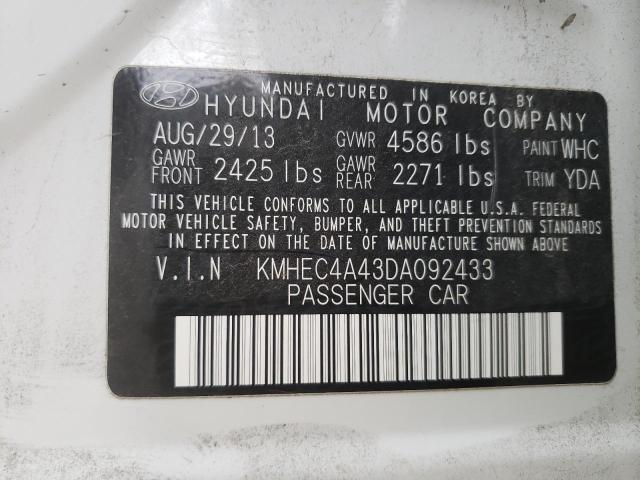 MANUFACTURED IN KOREA BY
HYUNDAI MOTOR COMPANY
AUG/29/13 GVWR 4586 lbs PAINT WHC
GAWR FRONT 2425 lbs GAWR REAR 2271 lbs TRIM YDA
THIS VEHICLE CONFORMS TO ALL APPLICABLE U.S.A. FEDERAL
MOTOR VEHICLE SAFETY, BUMPER, AND THEFT PREVENTION STANDARDS
IN EFFECT ON THE DATE OF MANUFACTURE SHOWN ABOVE
V.I.N KMHEC4A43DA092433
PASSENGER CAR